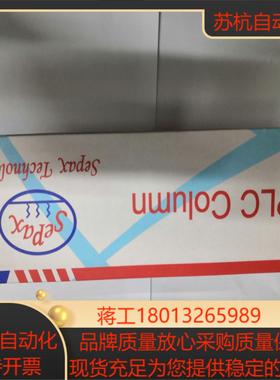 苏杭自动
PLC Column
Sepax Technolo
Sepax
蒋工18013265989
自动化 品牌质量放心采购质量保
开票 现货充足为您提供稳定的